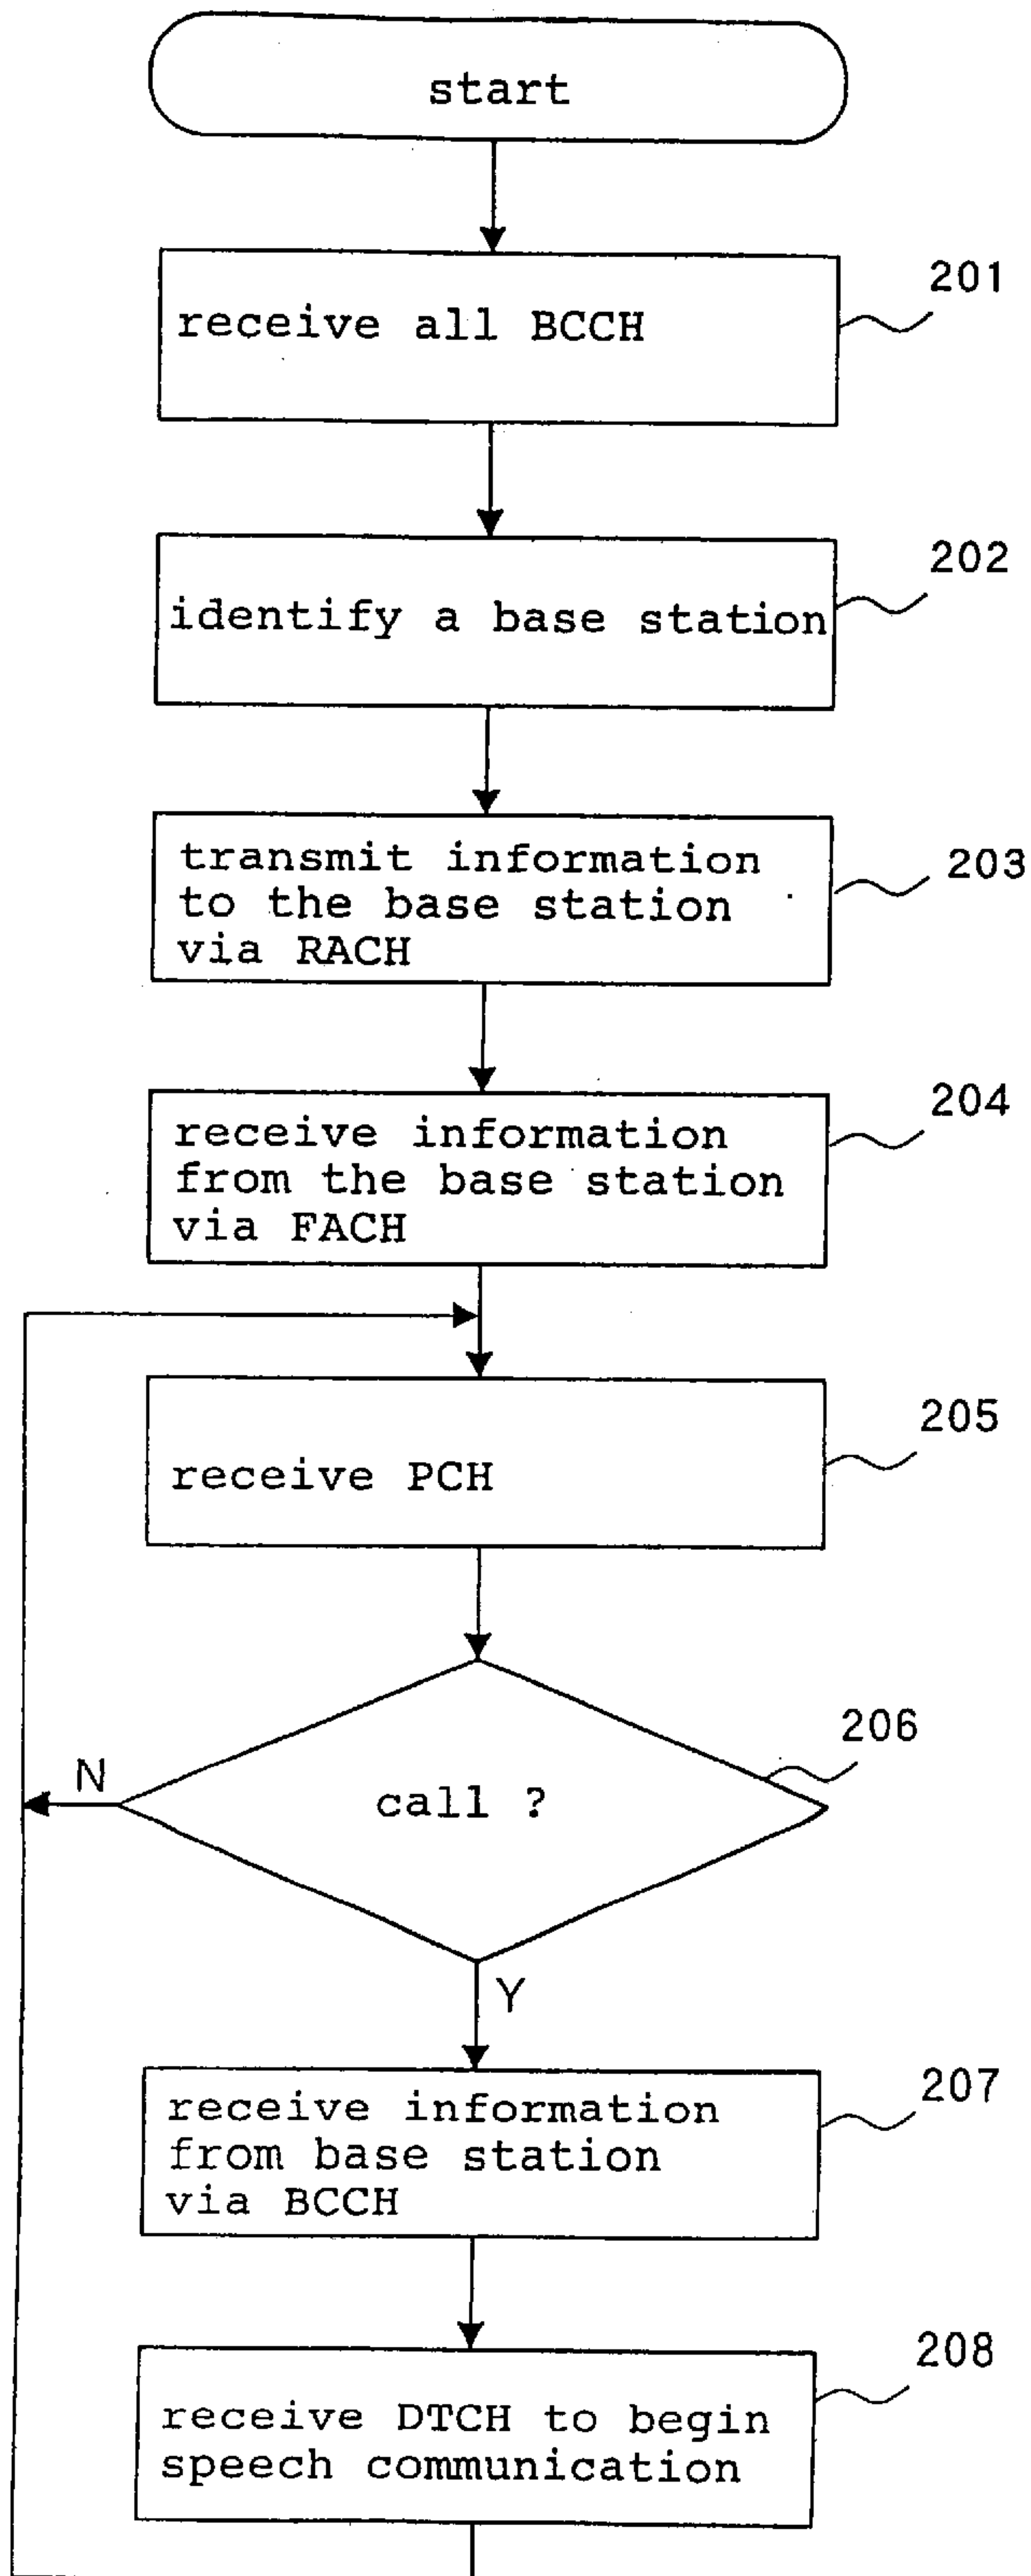 start
201
receive all BCCH
202
identify a base station
203
transmit information
to the base station
via RACH
204
receive information
from the base station
via FACH
205
receive PCH
206
N
call ?
Y
207
receive information
from base station
via BCCH
208
receive DTCH to begin
speech communication